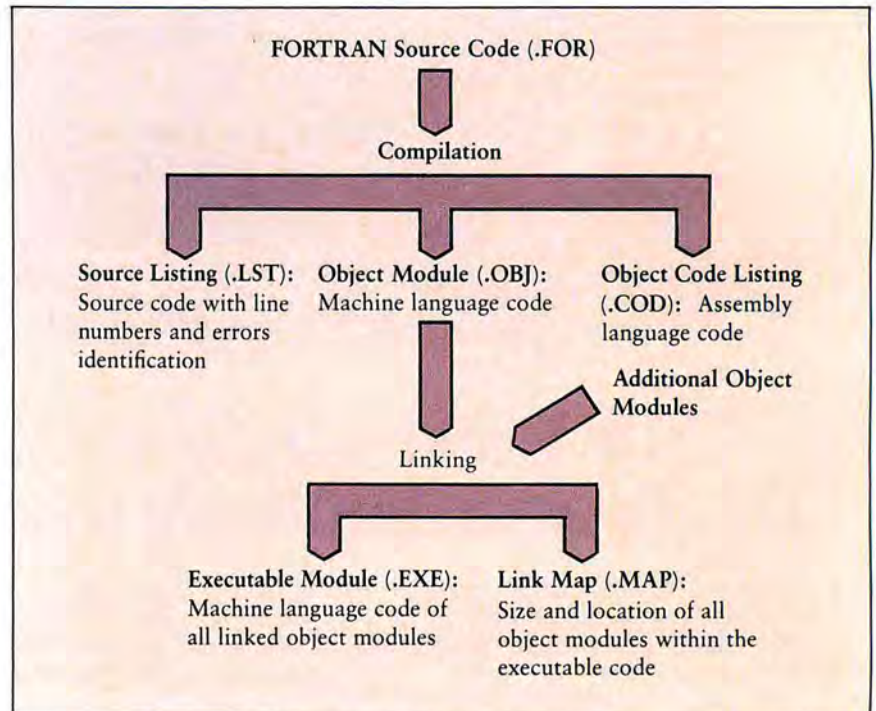 FORTRAN Source Code (.FOR)
Compilation
Source Listing (.LST):
Source code with line
numbers and errors
identification
Object Module (.OBJ):
Machine language code
Object Code Listing
(.COD): Assembly
language code
Additional Object
Modules
Linking
Executable Module (.EXE):
Machine language code of
all linked object modules
Link Map (.MAP):
Size and location of all
object modules within the
executable code